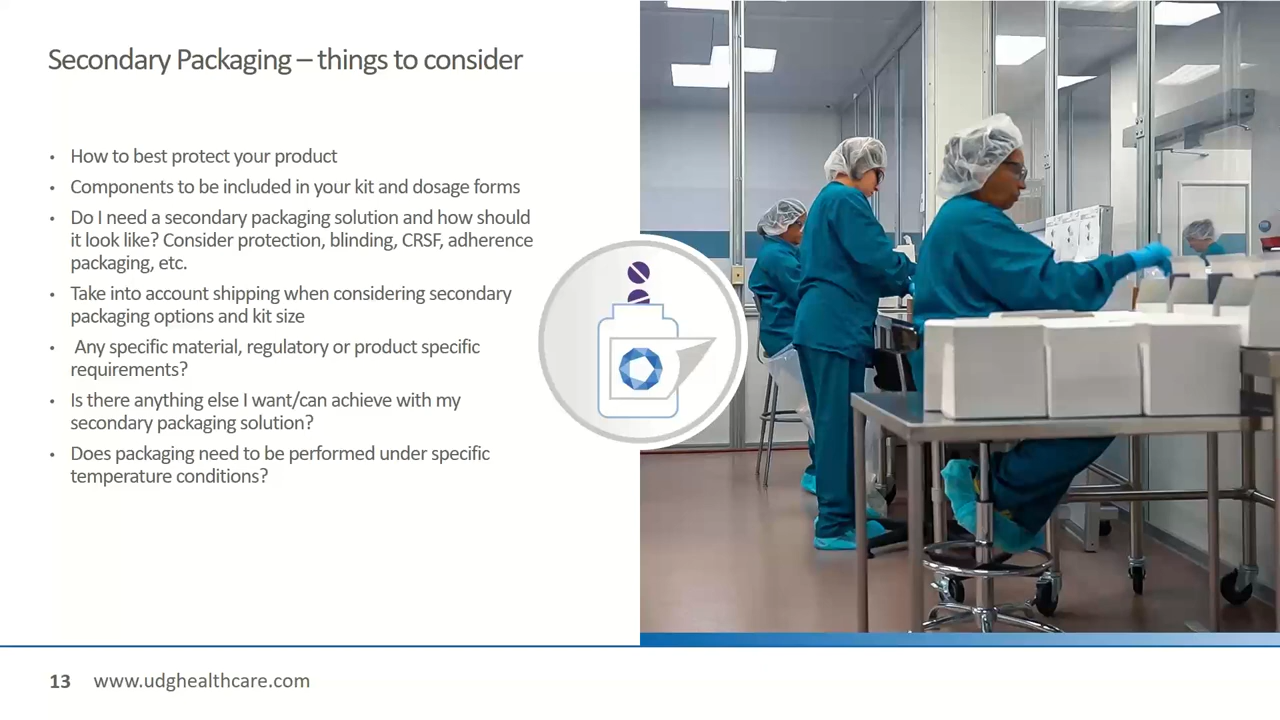 Secondary Packaging – things to consider
• How to best protect your product
• Components to be included in your kit and dosage forms
• Do I need a secondary packaging solution and how should
it look like? Consider protection, blinding, CRSF, adherence
packaging, etc.
• Take into account shipping when considering secondary
packaging options and kit size
• Any specific material, regulatory or product specific
requirements?
• Is there anything else I want/can achieve with my
secondary packaging solution?
• Does packaging need to be performed under specific
temperature conditions?
13 www.udghealthcare.com